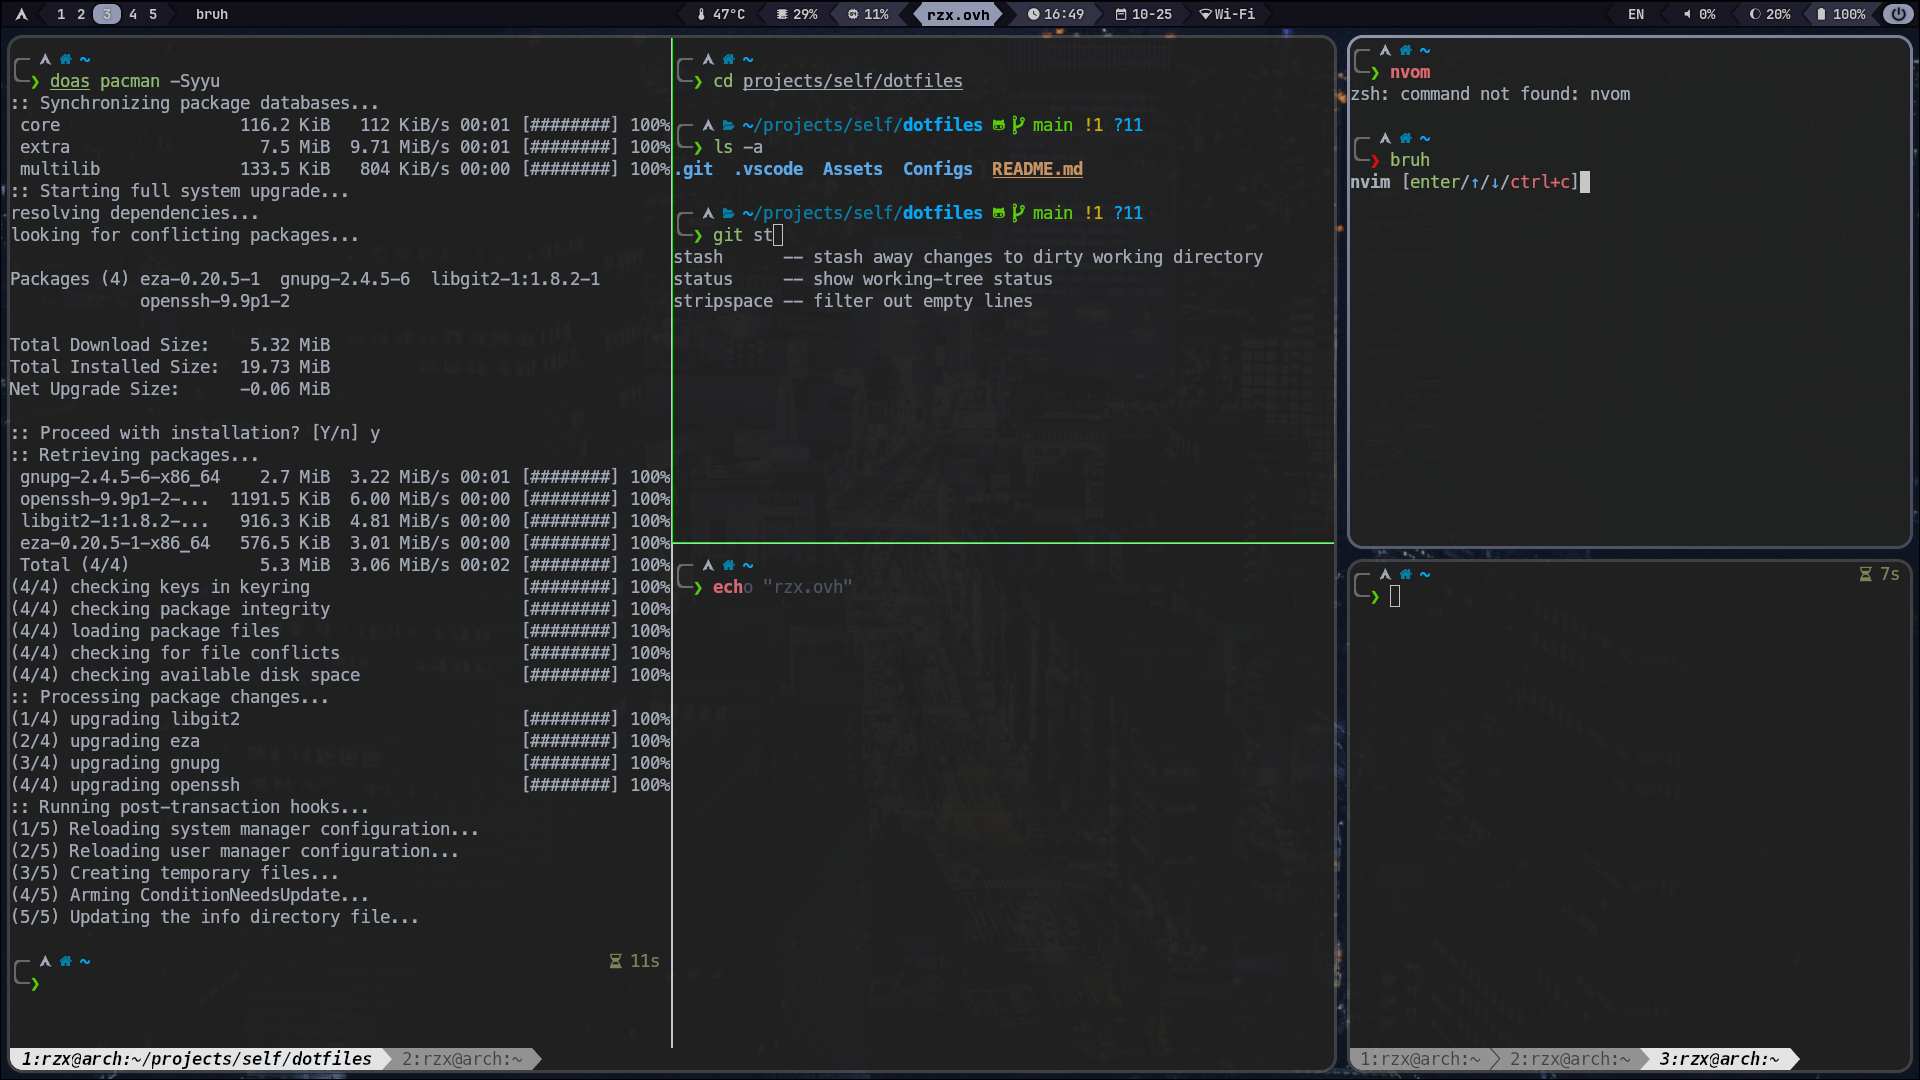 1 2 3 4 5 bruh 47°C 29% 11% rzx.ovh 16:49 10-25 Wi-Fi EN 0% 20% 100%
~
❯ doas pacman -Syyu
:: Synchronizing package databases...
core 116.2 KiB 112 KiB/s 00:01 [########] 100%
extra 7.5 MiB 9.71 MiB/s 00:01 [########] 100%
multilib 133.5 KiB 804 KiB/s 00:00 [########] 100%
:: Starting full system upgrade...
resolving dependencies...
looking for conflicting packages...
Packages (4) eza-0.20.5-1 gnupg-2.4.5-6 libgit2-1:1.8.2-1
openssh-9.9p1-2
Total Download Size: 5.32 MiB
Total Installed Size: 19.73 MiB
Net Upgrade Size: -0.06 MiB
:: Proceed with installation? [Y/n] y
:: Retrieving packages...
gnupg-2.4.5-6-x86_64 2.7 MiB 3.22 MiB/s 00:01 [########] 100%
openssh-9.9p1-2-... 1191.5 KiB 6.00 MiB/s 00:00 [########] 100%
libgit2-1:1.8.2-... 916.3 KiB 4.81 MiB/s 00:00 [########] 100%
eza-0.20.5-1-x86_64 576.5 KiB 3.01 MiB/s 00:00 [########] 100%
Total (4/4) 5.3 MiB 3.06 MiB/s 00:02 [########] 100%
(4/4) checking keys in keyring [########] 100%
(4/4) checking package integrity [########] 100%
(4/4) loading package files [########] 100%
(4/4) checking for file conflicts [########] 100%
(4/4) checking available disk space [########] 100%
:: Processing package changes...
(1/4) upgrading libgit2 [########] 100%
(2/4) upgrading eza [########] 100%
(3/4) upgrading gnupg [########] 100%
(4/4) upgrading openssh [########] 100%
:: Running post-transaction hooks...
(1/5) Reloading system manager configuration...
(2/5) Reloading user manager configuration...
(3/5) Creating temporary files...
(4/5) Arming ConditionNeedsUpdate...
(5/5) Updating the info directory file...
~ 11s
❯
~
❯ cd projects/self/dotfiles
~/projects/self/dotfiles main !1 ?11
❯ ls -a
.git .vscode Assets Configs README.md
~/projects/self/dotfiles main !1 ?11
❯ git st
stash -- stash away changes to dirty working directory
status -- show working-tree status
stripspace -- filter out empty lines
~
❯ echo "rzx.ovh"
1:rzx@arch:~/projects/self/dotfiles 2:rzx@arch:~
~
❯ nvom
zsh: command not found: nvom
~
❯ bruh
nvim [enter/↑/↓/ctrl+c]
~ 7s
❯
1:rzx@arch:~ 2:rzx@arch:~ 3:rzx@arch:~